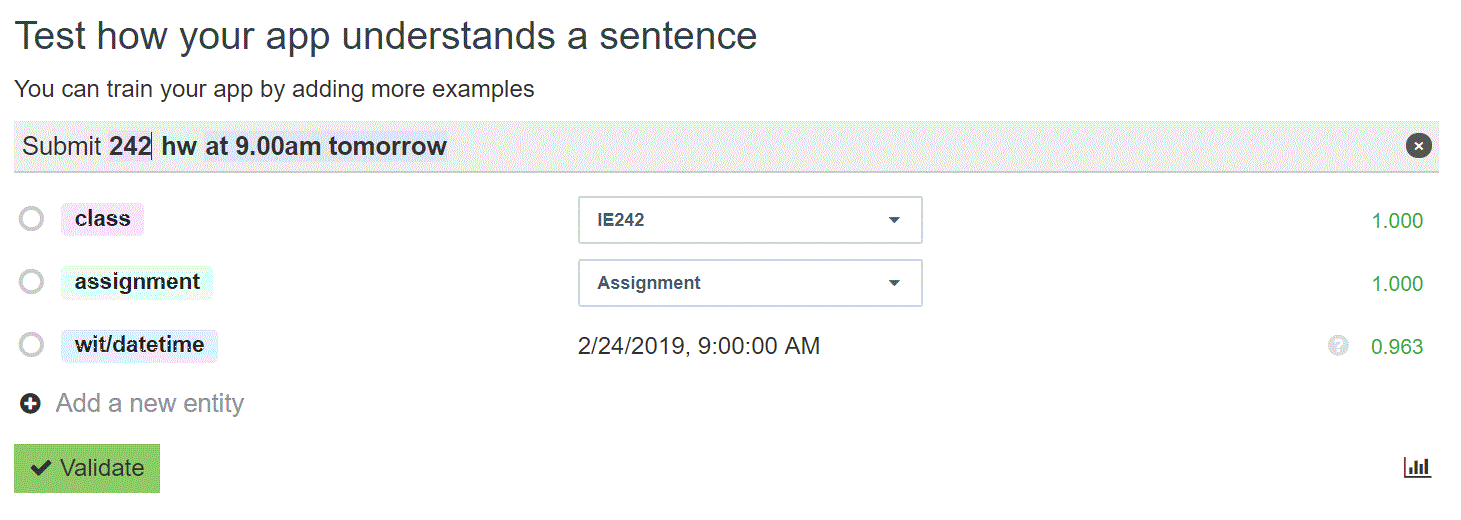 Test how your app understands a sentence
You can train your app by adding more examples
Submit 242 hw at 9.00am tomorrow
class IE242 1.000
assignment Assignment 1.000
wit/datetime 2/24/2019, 9:00:00 AM ? 0.963
Add a new entity
Validate